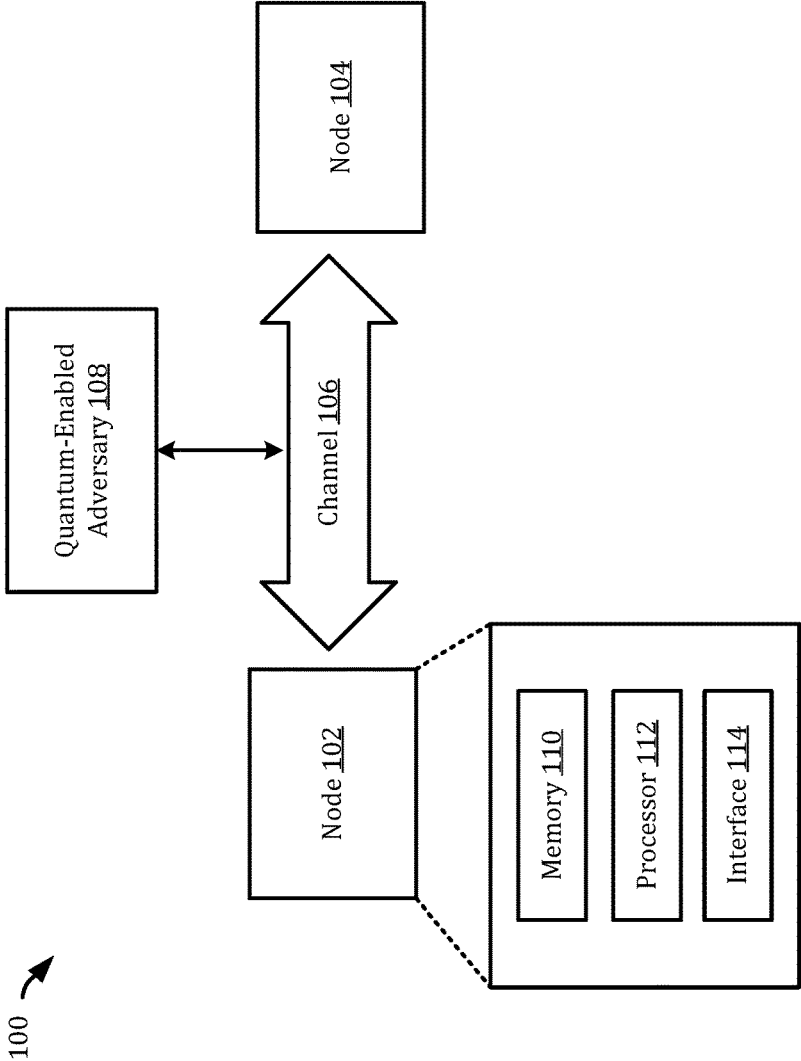 100
Quantum-Enabled
Adversary 108
Node 102
Channel 106
Node 104
Memory 110
Processor 112
Interface 114